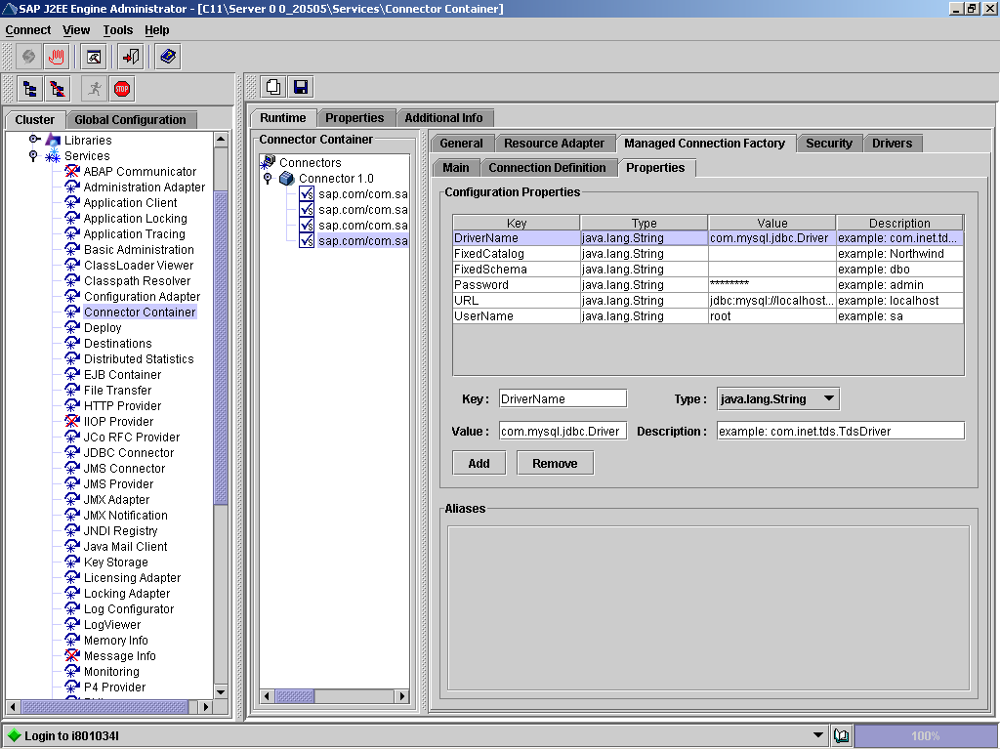 SAP J2EE Engine Administrator - [C11\Server 0 0_20505\Services\Connector Container]
Connect View Tools Help
STOP
Cluster Global Configuration
Libraries
Services
ABAP Communicator
Administration Adapter
Application Client
Application Locking
Application Tracing
Basic Administration
ClassLoader Viewer
Classpath Resolver
Configuration Adapter
Connector Container
Deploy
Destinations
Distributed Statistics
EJB Container
File Transfer
HTTP Provider
IIOP Provider
JCo RFC Provider
JDBC Connector
JMS Connector
JMS Provider
JMX Adapter
JMX Notification
JNDI Registry
Java Mail Client
Key Storage
Licensing Adapter
Locking Adapter
Log Configurator
LogViewer
Memory Info
Message Info
Monitoring
P4 Provider
Runtime Properties Additional Info
Connector Container
Connectors
Connector 1.0
sap.com/com.sa
sap.com/com.sa
sap.com/com.sa
sap.com/com.sa
General Resource Adapter Managed Connection Factory Security Drivers
Main Connection Definition Properties
Configuration Properties
Key Type Value Description
DriverName java.lang.String com.mysql.jdbc.Driver example: com.inet.td...
FixedCatalog java.lang.String example: Northwind
FixedSchema java.lang.String example: dbo
Password java.lang.String ******** example: admin
URL java.lang.String jdbc:mysql://localhost... example: localhost
UserName java.lang.String root example: sa
Key: DriverName Type: java.lang.String
Value: com.mysql.jdbc.Driver Description: example: com.inet.tds.TdsDriver
Add Remove
Aliases
Login to i801034l 100%